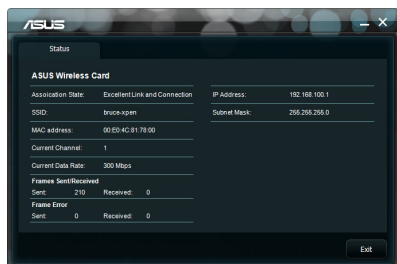 ASUS
Status
ASUS Wireless Card
Assoication State: Excellent Link and Connection
SSID: bruce-xpen
MAC address: 00:E0:4C:81:78:00
Current Channel: 1
Current Data Rate: 300 Mbps
Frames Sent/Received
Sent: 210 Received: 0
Frame Error
Sent: 0 Received: 0
IP Address: 192.168.100.1
Subnet Mask: 255.255.255.0
Exit